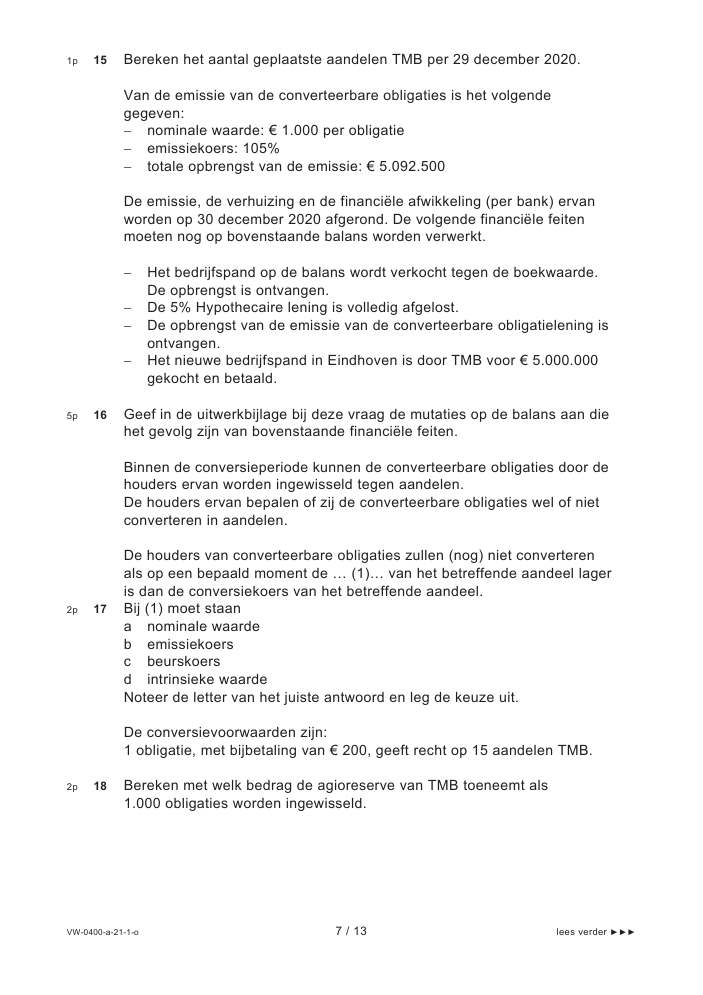 1p 15 Bereken het aantal geplaatste aandelen TMB per 29 december 2020.
Van de emissie van de converteerbare obligaties is het volgende
gegeven:
– nominale waarde: € 1.000 per obligatie
– emissiekoers: 105%
– totale opbrengst van de emissie: € 5.092.500
De emissie, de verhuizing en de financiële afwikkeling (per bank) ervan
worden op 30 december 2020 afgerond. De volgende financiële feiten
moeten nog op bovenstaande balans worden verwerkt.
– Het bedrijfspand op de balans wordt verkocht tegen de boekwaarde.
De opbrengst is ontvangen.
– De 5% Hypothecaire lening is volledig afgelost.
– De opbrengst van de emissie van de converteerbare obligatielening is
ontvangen.
– Het nieuwe bedrijfspand in Eindhoven is door TMB voor € 5.000.000
gekocht en betaald.
5p 16 Geef in de uitwerkbijlage bij deze vraag de mutaties op de balans aan die
het gevolg zijn van bovenstaande financiële feiten.
Binnen de conversieperiode kunnen de converteerbare obligaties door de
houders ervan worden ingewisseld tegen aandelen.
De houders ervan bepalen of zij de converteerbare obligaties wel of niet
converteren in aandelen.
De houders van converteerbare obligaties zullen (nog) niet converteren
als op een bepaald moment de … (1)… van het betreffende aandeel lager
is dan de conversiekoers van het betreffende aandeel.
2p 17 Bij (1) moet staan
a nominale waarde
b emissiekoers
c beurskoers
d intrinsieke waarde
Noteer de letter van het juiste antwoord en leg de keuze uit.
De conversievoorwaarden zijn:
1 obligatie, met bijbetaling van € 200, geeft recht op 15 aandelen TMB.
2p 18 Bereken met welk bedrag de agioreserve van TMB toeneemt als
1.000 obligaties worden ingewisseld.
VW-0400-a-21-1-o 7 / 13 lees verder ►►►